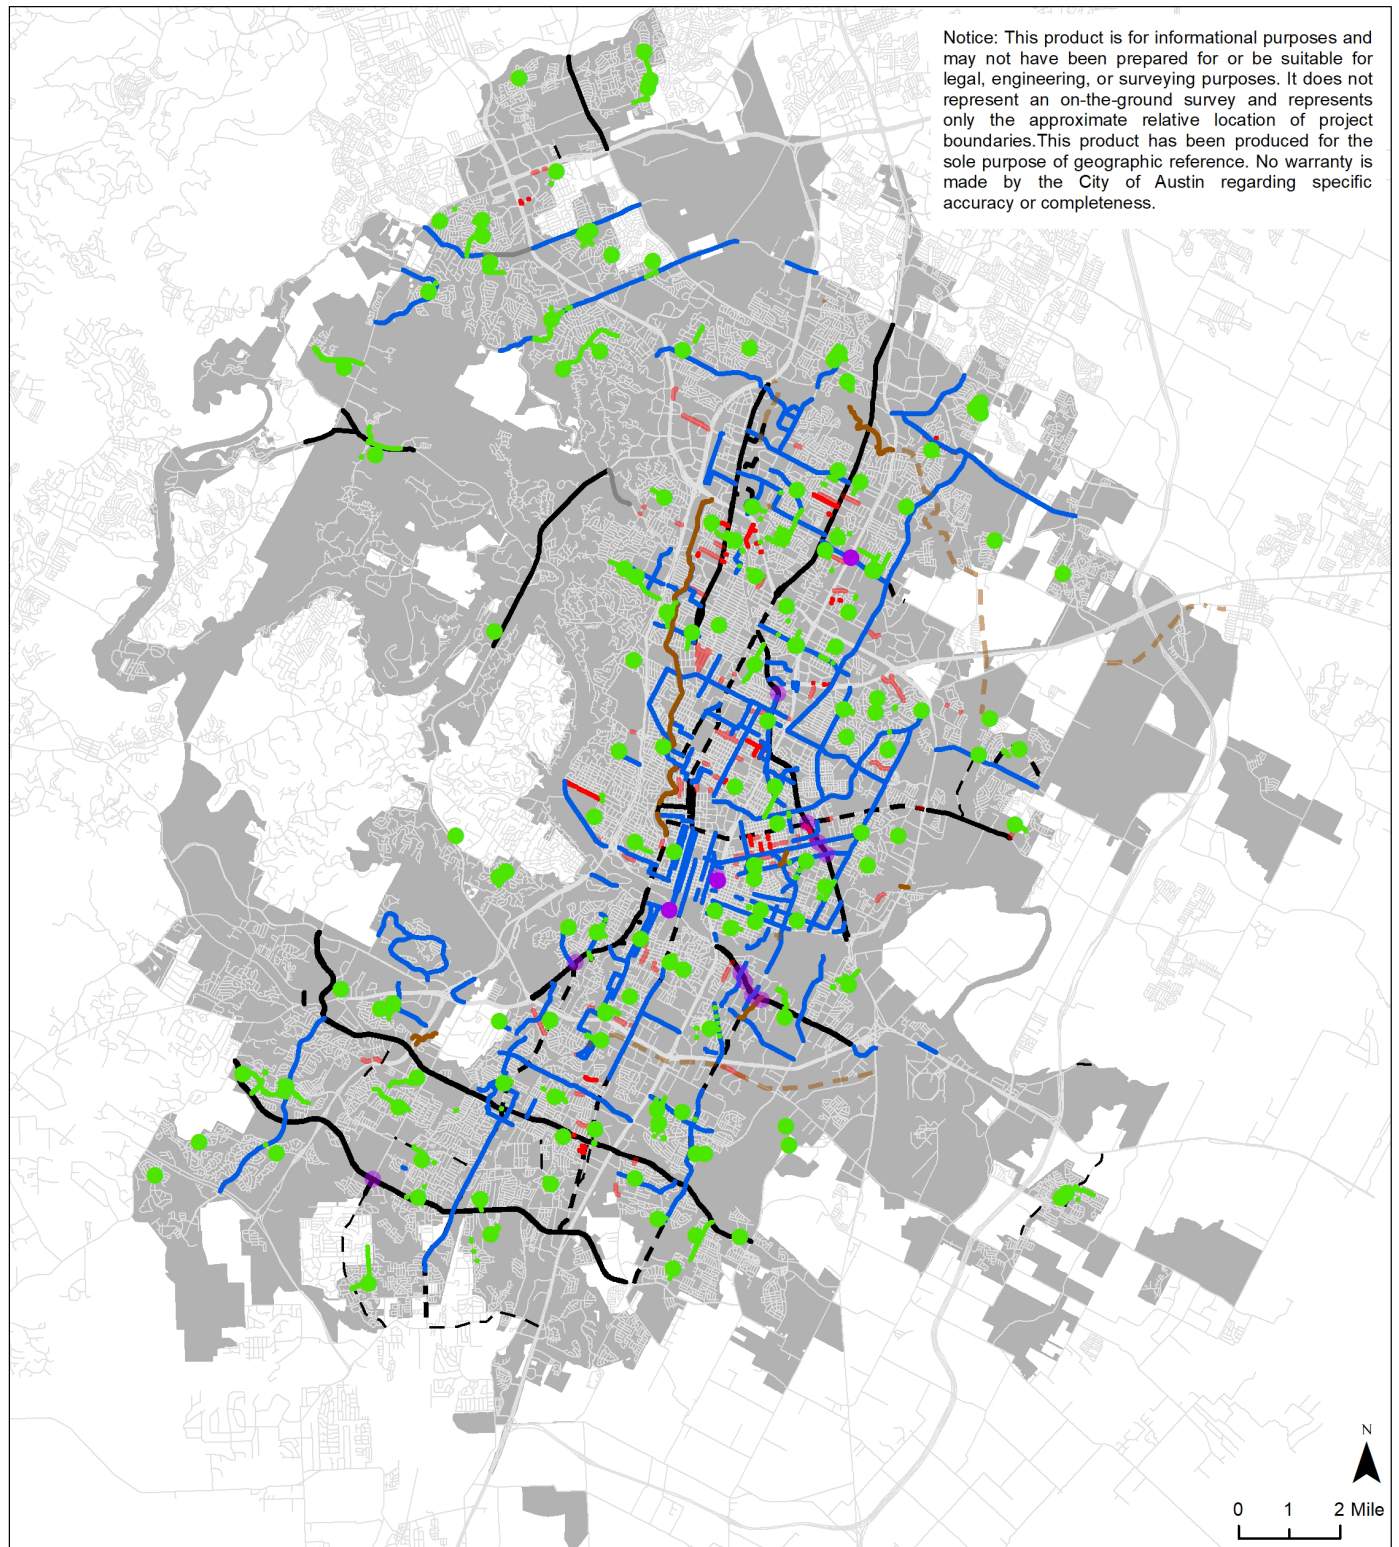 Notice: This product is for informational purposes and
may not have been prepared for or be suitable for
legal, engineering, or surveying purposes. It does not
represent an on-the-ground survey and represents
only the approximate relative location of project
boundaries.This product has been produced for the
sole purpose of geographic reference. No warranty is
made by the City of Austin regarding specific
accuracy or completeness.
N
0 1 2 Mile